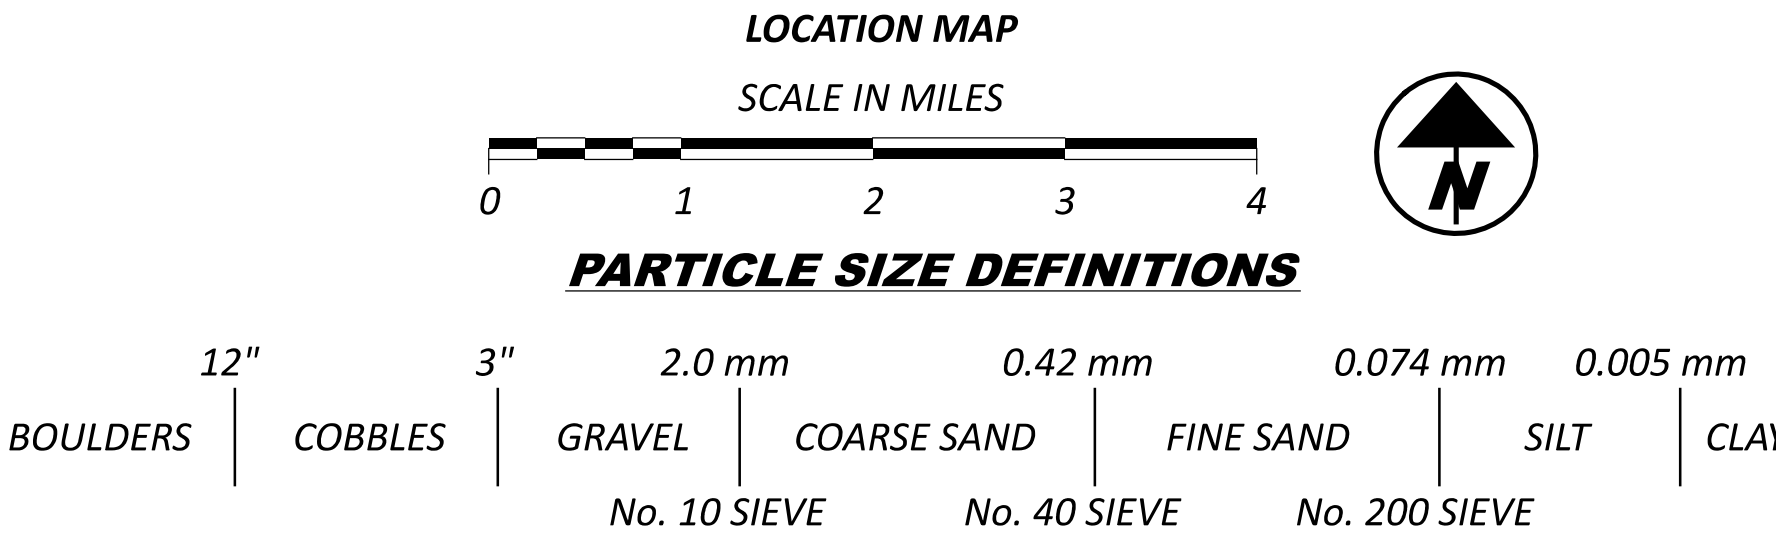 LOCATION MAP
SCALE IN MILES
0 1 2 3 4
N
PARTICLE SIZE DEFINITIONS
12" 3" 2.0 mm 0.42 mm 0.074 mm 0.005 mm
BOULDERS COBBLES GRAVEL COARSE SAND FINE SAND SILT CLAY
No. 10 SIEVE No. 40 SIEVE No. 200 SIEVE